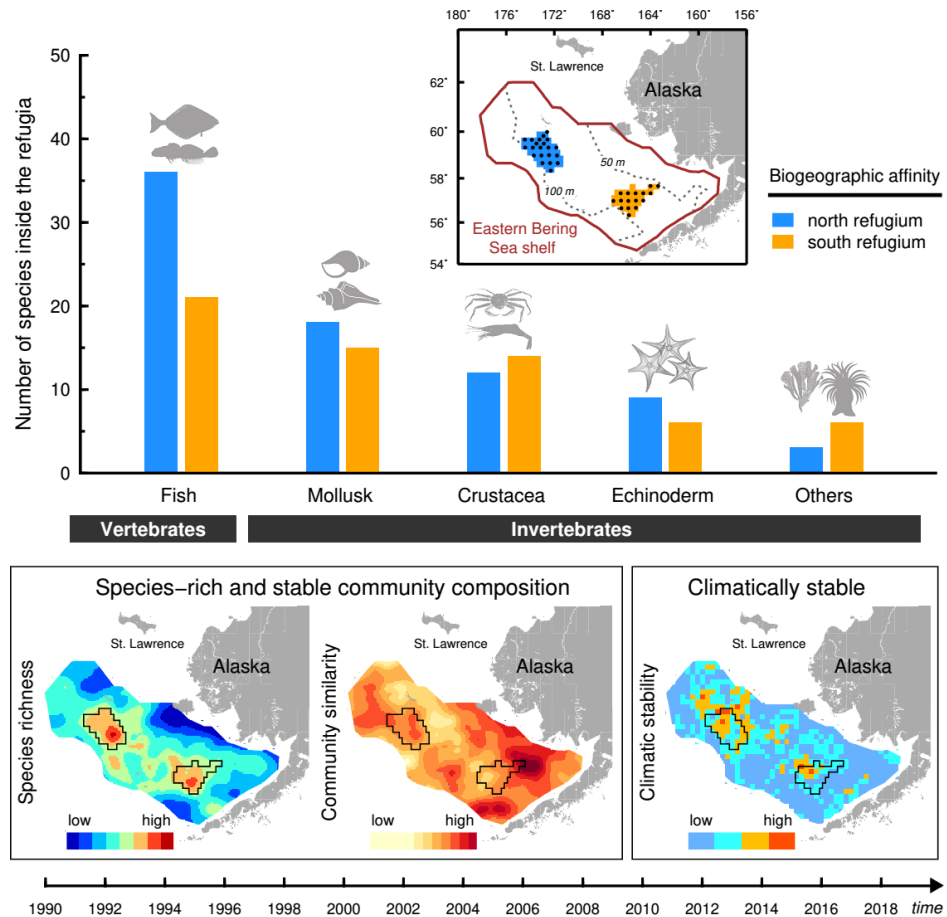 180° 176° 172° 168° 164° 160° 156°
62°
60°
58°
56°
54°
St. Lawrence
Alaska
50 m
100 m
Eastern Bering
Sea shelf
Biogeographic affinity
north refugium
south refugium
Number of species inside the refugia
50
40
30
20
10
0
Fish Mollusk Crustacea Echinoderm Others
Vertebrates Invertebrates
Species−rich and stable community composition
Species richness
St. Lawrence
Alaska
low high
Community similarity
St. Lawrence
Alaska
low high
Climatically stable
Climatic stability
St. Lawrence
Alaska
low high
1990 1992 1994 1996 1998 2000 2002 2004 2006 2008 2010 2012 2014 2016 2018 time